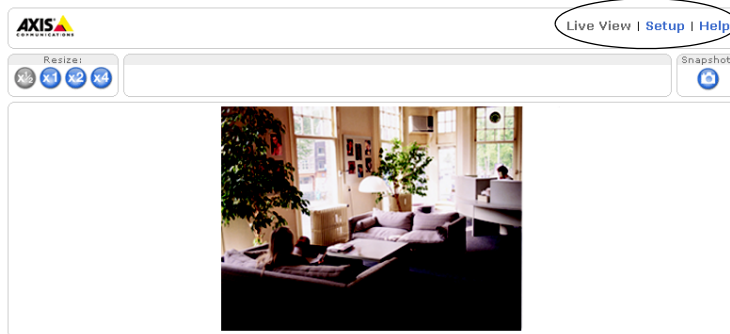 AXIS
COMMUNICATIONS
Live View | Setup | Help
Resize:
x½ x1 x2 x4
Snapshot